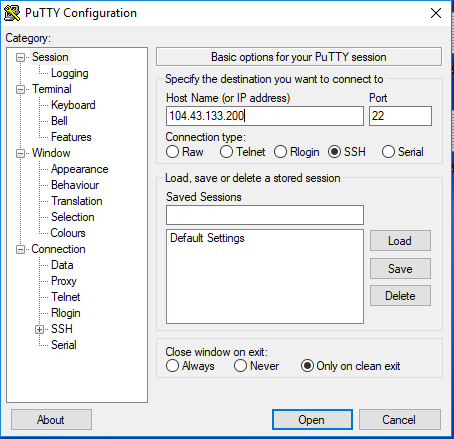 PuTTY Configuration
Category:
Session
Logging
Terminal
Keyboard
Bell
Features
Window
Appearance
Behaviour
Translation
Selection
Colours
Connection
Data
Proxy
Telnet
Rlogin
SSH
Serial
Basic options for your PuTTY session
Specify the destination you want to connect to
Host Name (or IP address) Port
104.43.133.200 22
Connection type:
Raw Telnet Rlogin SSH Serial
Load, save or delete a stored session
Saved Sessions
Default Settings
Load
Save
Delete
Close window on exit:
Always Never Only on clean exit
About Open Cancel